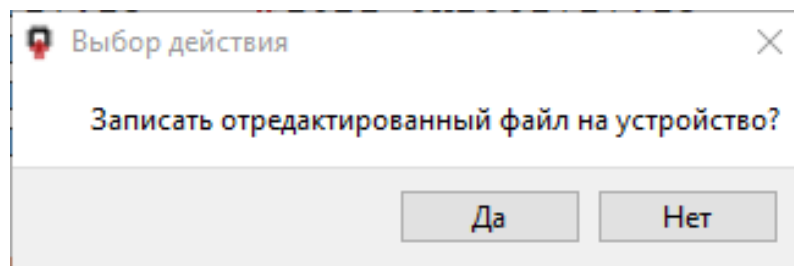 Выбор действия
Записать отредактированный файл на устройство?
Да
Нет